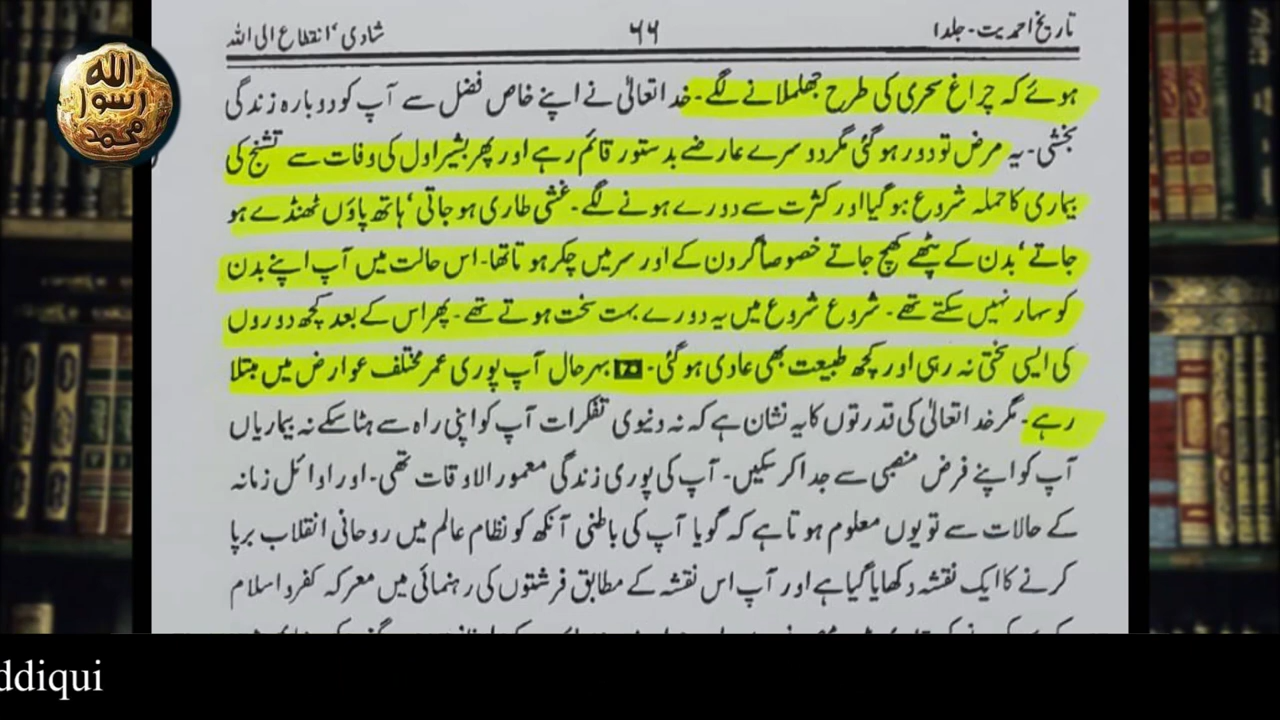 تاریخ احمدیت۔ جلد ۱
۶۶
شادی ‘انقطاع الی اللہ
اللہ
رسول
محمد
ہوئے کہ چراغ سحری کی طرح جھلملانے لگے۔ خدا تعالیٰ نے اپنے خاص فضل سے آپ کو دوبارہ زندگی
بخشی۔ یہ مرض تو دور ہو گئی مگر دوسرے عارضے بدستور قائم رہے اور پھر بشیر اول کی وفات سے تشنج کی
بیماری کا حملہ شروع ہو گیا اور کثرت سے دورے ہونے لگے۔ غشی طاری ہو جاتی ‘ہاتھ پاؤں ٹھنڈے ہو
جاتے ‘بدن کے پٹھے کھچ جاتے خصوصاً گردن کے اور سر میں چکر ہوتا تھا۔ اس حالت میں آپ اپنے بدن
کو سہار نہیں سکتے تھے۔ شروع شروع میں یہ دورے بہت سخت ہوتے تھے۔ پھر اس کے بعد کچھ دوروں
کی ایسی سختی نہ رہی اور کچھ طبیعت بھی عادی ہو گئی۔ بہر حال آپ پوری عمر مختلف عوارض میں مبتلا
رہے۔ مگر خدا تعالیٰ کی قدرتوں کا یہ نشان ہے کہ نہ دنیوی تفکرات آپ کو اپنی راہ سے ہٹا سکے نہ بیماریاں
آپ کو اپنے فرض منصبی سے جدا کر سکیں۔ آپ کی پوری زندگی معمور الاوقات تھی۔ اور اوائل زمانہ
کے حالات سے تو یوں معلوم ہوتا ہے کہ گویا آپ کی باطنی آنکھ کو نظام عالم میں روحانی انقلاب برپا
کرنے کا ایک نقشہ دکھایا گیا ہے اور آپ اس نقشہ کے مطابق فرشتوں کی رہنمائی میں معرکہ کفر و اسلام
ddiqui